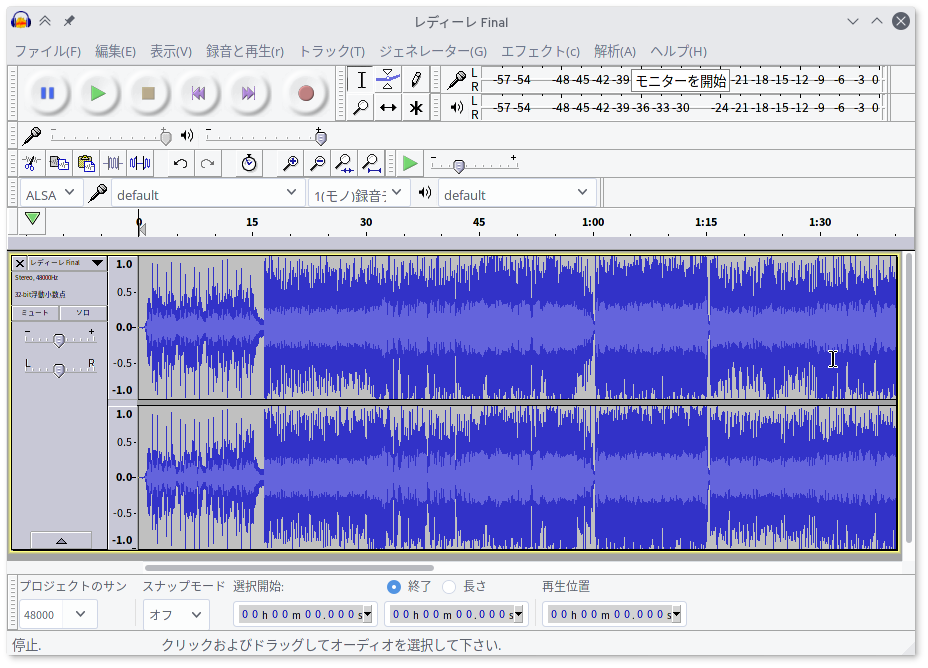 レディーレ Final
ファイル(F) 編集(E) 表示(V) 録音と再生(r) トラック(T) ジェネレーター(G) エフェクト(c) 解析(A) ヘルプ(H)
L
R
-57 -54 -48 -45 -42 -39 モニターを開始 -21 -18 -15 -12 -9 -6 -3 0
L
R
-57 -54 -48 -45 -42 -39 -36 -33 -30 -24 -21 -18 -15 -12 -9 -6 -3 0
ALSA default 1(モノ)録音 default
0 15 30 45 1:00 1:15 1:30
レディーレ Final
Stereo, 48000Hz
32-bit浮動小数点
ミュート ソロ
L R
1.0
0.5
0.0
-0.5
-1.0
1.0
0.5
0.0
-0.5
-1.0
プロジェクトのサン スナップモード 選択開始: 終了 長さ 再生位置
48000 オフ 00h00m00,000s 00h00m00,000s 00h00m00,000s
停止. クリックおよびドラッグしてオーディオを選択して下さい.